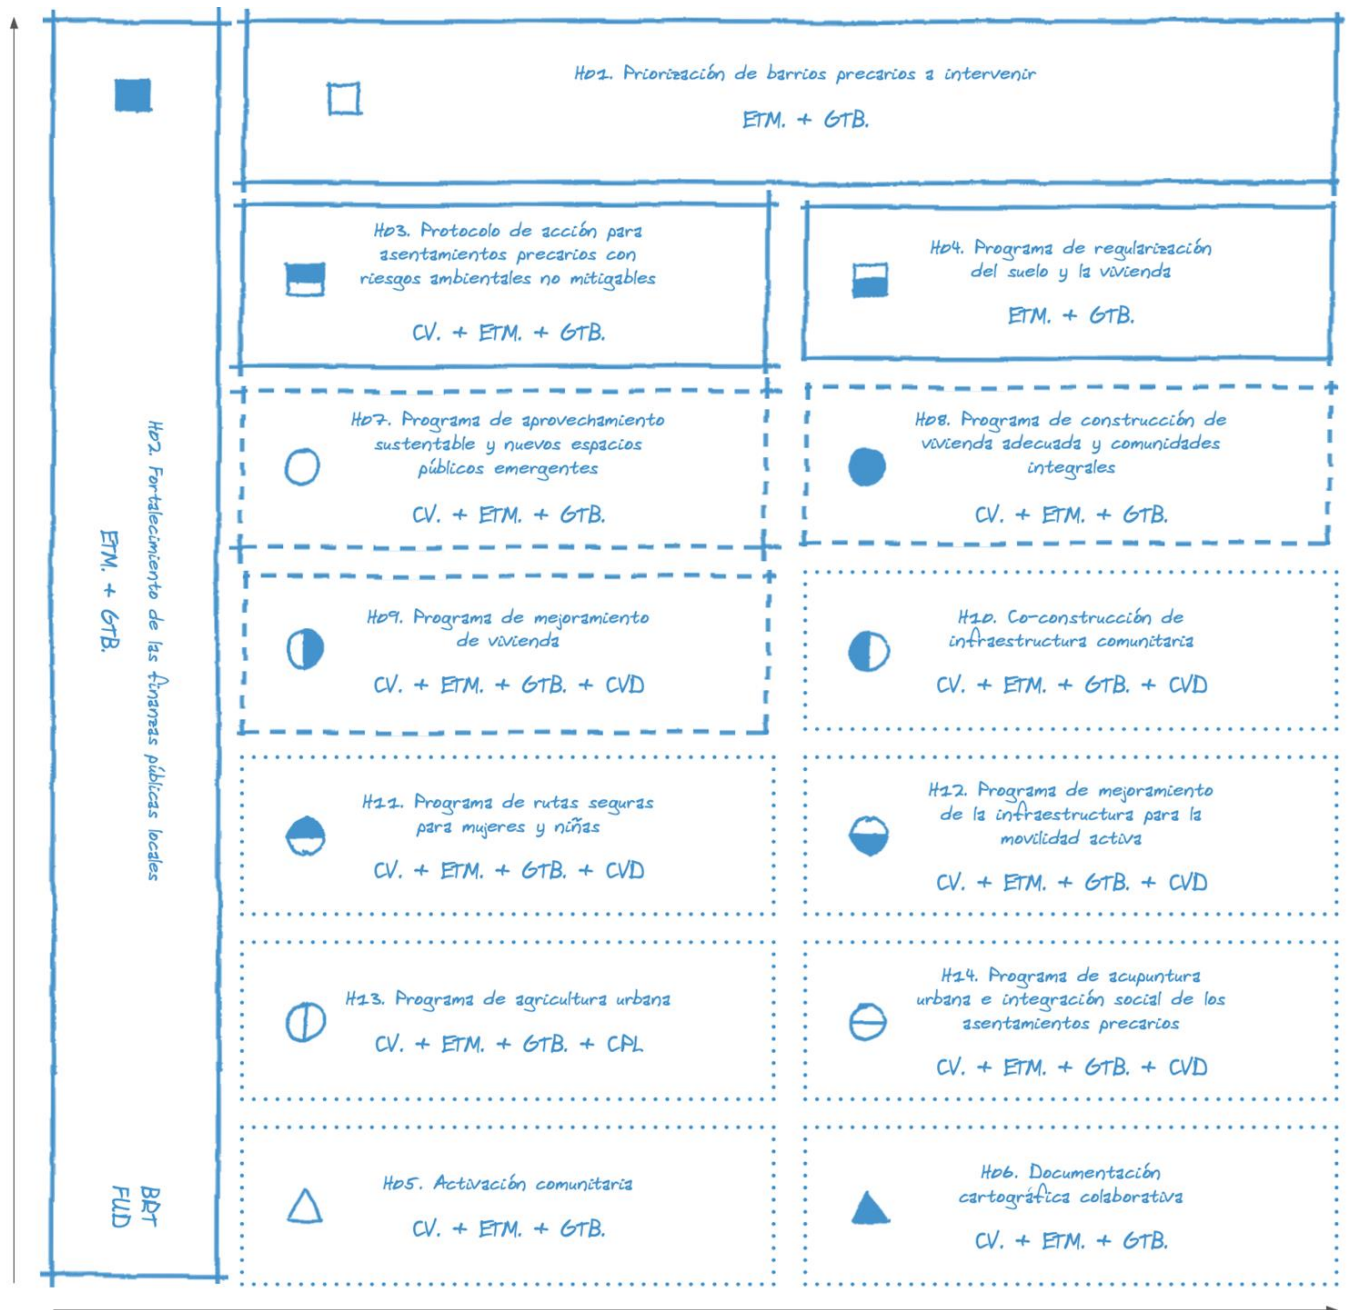 H01. Priorización de barrios precarios a intervenir
ETM. + GTB.
H02. Fortalecimiento de las finanzas públicas locales
ETM. + GTB.
BRT
FUD
H03. Protocolo de acción para
asentamientos precarios con
riesgos ambientales no mitigables
CV. + ETM. + GTB.
H04. Programa de regularización
del suelo y la vivienda
ETM. + GTB.
H07. Programa de aprovechamiento
sustentable y nuevos espacios
públicos emergentes
CV. + ETM. + GTB.
H08. Programa de construcción de
vivienda adecuada y comunidades
integrales
CV. + ETM. + GTB.
H09. Programa de mejoramiento
de vivienda
CV. + ETM. + GTB. + CVD
H10. Co-construcción de
infraestructura comunitaria
CV. + ETM. + GTB. + CVD
H11. Programa de rutas seguras
para mujeres y niñas
CV. + ETM. + GTB. + CVD
H12. Programa de mejoramiento
de la infraestructura para la
movilidad activa
CV. + ETM. + GTB. + CVD
H13. Programa de agricultura urbana
CV. + ETM. + GTB. + CPL
H14. Programa de acupuntura
urbana e integración social de los
asentamientos precarios
CV. + ETM. + GTB. + CVD
H05. Activación comunitaria
CV. + ETM. + GTB.
H06. Documentación
cartográfica colaborativa
CV. + ETM. + GTB.